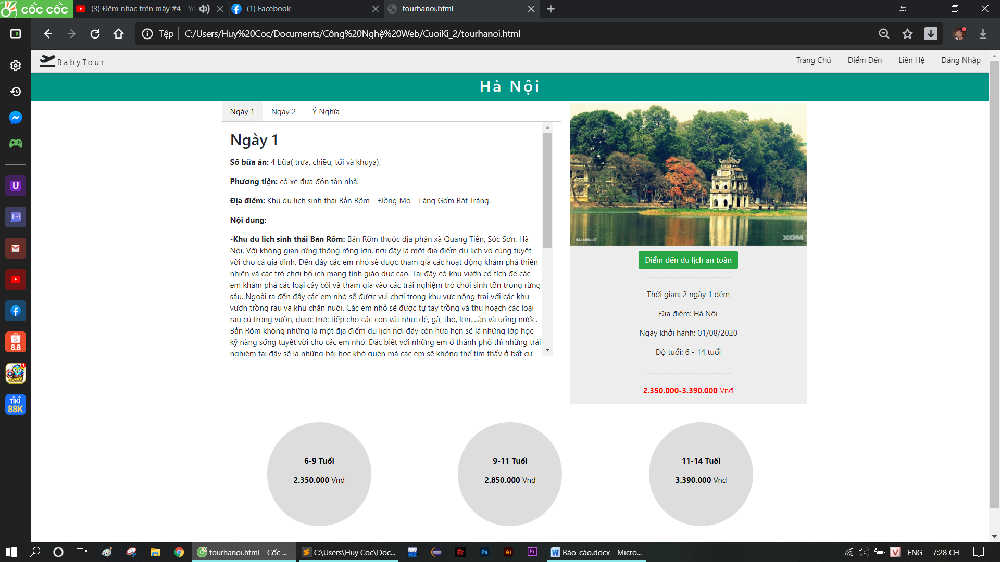 cốc cốc
(3) Đêm nhạc trên mây #4 - Yo
(1) Facebook
tourhanoi.html
Tệp
C:/Users/Huy%20Coc/Documents/Công%20Nghệ%20Web/CuoiKi_2/tourhanoi.html
BabyTour
Trang Chủ
Điểm Đến
Liên Hệ
Đăng Nhập
Hà Nội
Ngày 1
Ngày 2
Ý Nghĩa
Ngày 1
Số bữa ăn: 4 bữa( trưa, chiều, tối và khuya).
Phương tiện: có xe đưa đón tận nhà.
Địa điểm: Khu du lich sinh thái Bản Rõm – Đồng Mô – Làng Gốm Bát Tràng.
Nội dung:
-Khu du lich sinh thái Bản Rõm: Bản Rõm thuộc địa phận xã Quang Tiến, Sóc Sơn, Hà
Nội. Với không gian rừng thông rộng lớn, nơi đây là một địa điểm du lịch vô cùng tuyệt
vời cho cả gia đình. Đến đây các em nhỏ sẽ được tham gia các hoạt động khám phá thiên
nhiên và các trò chơi bổ ích mang tính giáo dục cao. Tại đây có khu vườn cổ tích để các
em khám phá các loại cây cối và tham gia vào các trải nghiệm trò chơi sinh tồn trong rừng
sâu. Ngoài ra đến đây các em nhỏ sẽ được vui chơi trong khu vực nông trại với các khu
vườn trồng rau và khu chăn nuôi. Các em nhỏ sẽ được tự tay trồng và thu hoạch các loại
rau củ trong vườn, được trực tiếp cho các con vật như: dê, gà, thỏ, lợn,...ăn và uống nước.
Bản Rõm không những là một địa điểm du lịch nơi đây còn hứa hẹn sẽ là những lớp học
kỹ năng sống tuyệt vời cho các em nhỏ. Đặc biệt với những em ở thành phố thì những trải
nghiệm tại đây sẽ là những bài học khó quên mà các em sẽ không thể tìm thấy ở bất cứ
khanhhm21
XOM
Điểm đến du lịch an toàn
Thời gian: 2 ngày 1 đêm
Địa điểm: Hà Nội
Ngày khởi hành: 01/08/2020
Độ tuổi: 6 - 14 tuổi
2.350.000-3.390.000 Vnđ
6-9 Tuổi
2.350.000 Vnđ
9-11 Tuổi
2.850.000 Vnđ
11-14 Tuổi
3.390.000 Vnđ
U
{...}
S
8.8
GUNNY
1
TIKI
88K
tourhanoi.html - Cốc ...
C:\Users\Huy Coc\Doc...
DEV
Ps
Ai
Pr
Báo-cáo.docx - Micro...
V
ENG
7:28 CH